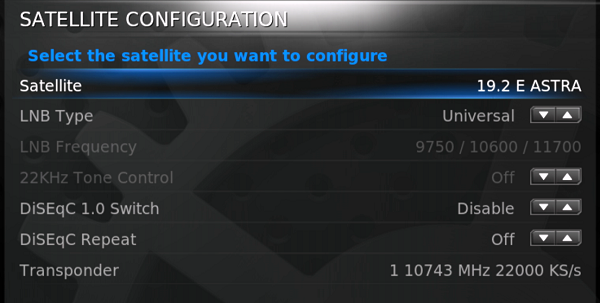 SATELLITE CONFIGURATION
Select the satellite you want to configure
Satellite 19.2 E ASTRA
LNB Type Universal
LNB Frequency 9750 / 10600 / 11700
22KHz Tone Control Off
DiSEqC 1.0 Switch Disable
DiSEqC Repeat Off
Transponder 1 10743 MHz 22000 KS/s